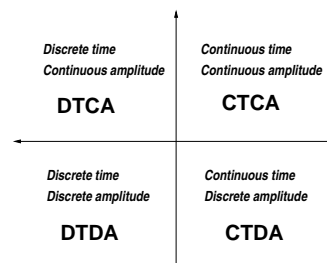 Discrete time
Continuous amplitude
DTCA
Continuous time
Continuous amplitude
CTCA
Discrete time
Discrete amplitude
DTDA
Continuous time
Discrete amplitude
CTDA